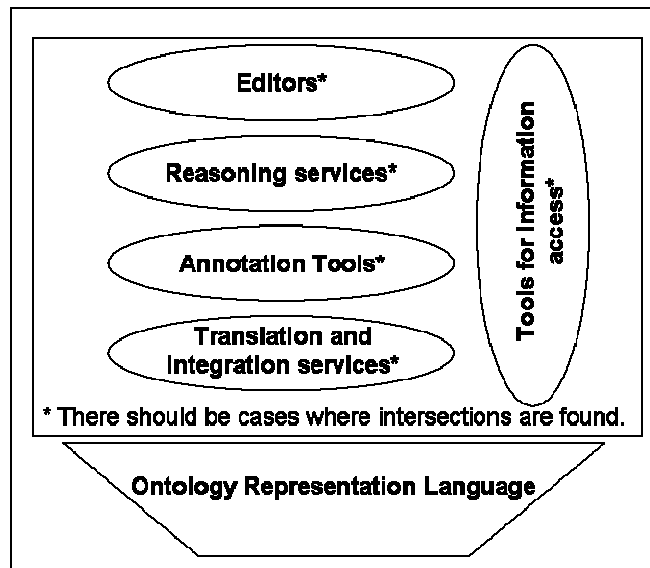 Editors*
Reasoning services*
Annotation Tools*
Translation and
integration services*
Tools for information
access*
* There should be cases where intersections are found.
Ontology Representation Language